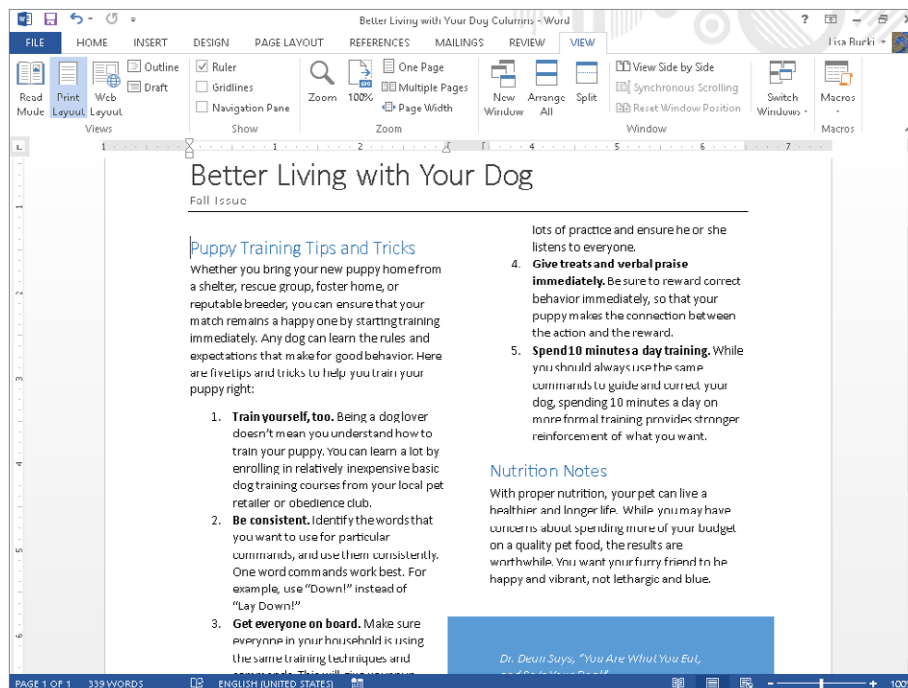 Better Living with Your Dog Columns - Word
FILE HOME INSERT DESIGN PAGE LAYOUT REFERENCES MAILINGS REVIEW VIEW Lisa Bucki
Read Mode
Print Layout
Web Layout
Outline
Draft
Views
Ruler
Gridlines
Navigation Pane
Show
Zoom
100%
One Page
Multiple Pages
Page Width
Zoom
New Window
Arrange All
Split
View Side by Side
Synchronous Scrolling
Reset Window Position
Window
Switch Windows
Macros
Macros
1 1 2 4 5 6 7
Better Living with Your Dog
Fall Issue
Puppy Training Tips and Tricks
Whether you bring your new puppy home from
a shelter, rescue group, foster home, or
reputable breeder, you can ensure that your
match remains a happy one by starting training
immediately. Any dog can learn the rules and
expectations that make for good behavior. Here
are five tips and tricks to help you train your
puppy right:
1. Train yourself, too. Being a dog lover
doesn't mean you understand how to
train your puppy. You can learn a lot by
enrolling in relatively inexpensive basic
dog training courses from your local pet
retailer or obedience club.
2. Be consistent. Identify the words that
you want to use for particular
commands, and use them consistently.
One word commands work best. For
example, use “Down!” instead of
“Lay Down!”
3. Get everyone on board. Make sure
everyone in your household is using
the same training techniques and
lots of practice and ensure he or she
listens to everyone.
4. Give treats and verbal praise
immediately. Be sure to reward correct
behavior immediately, so that your
puppy makes the connection between
the action and the reward.
5. Spend 10 minutes a day training. While
you should always use the same
commands to guide and correct your
dog, spending 10 minutes a day on
more formal training provides stronger
reinforcement of what you want.
Nutrition Notes
With proper nutrition, your pet can live a
healthier and longer life. While you may have
concerns about spending more of your budget
on a quality pet food, the results are
worthwhile. You want your furry friend to be
happy and vibrant, not lethargic and blue.
Dr. Dean Says, “You Are What You Eat,
PAGE 1 OF 1 339 WORDS ENGLISH (UNITED STATES) 100%